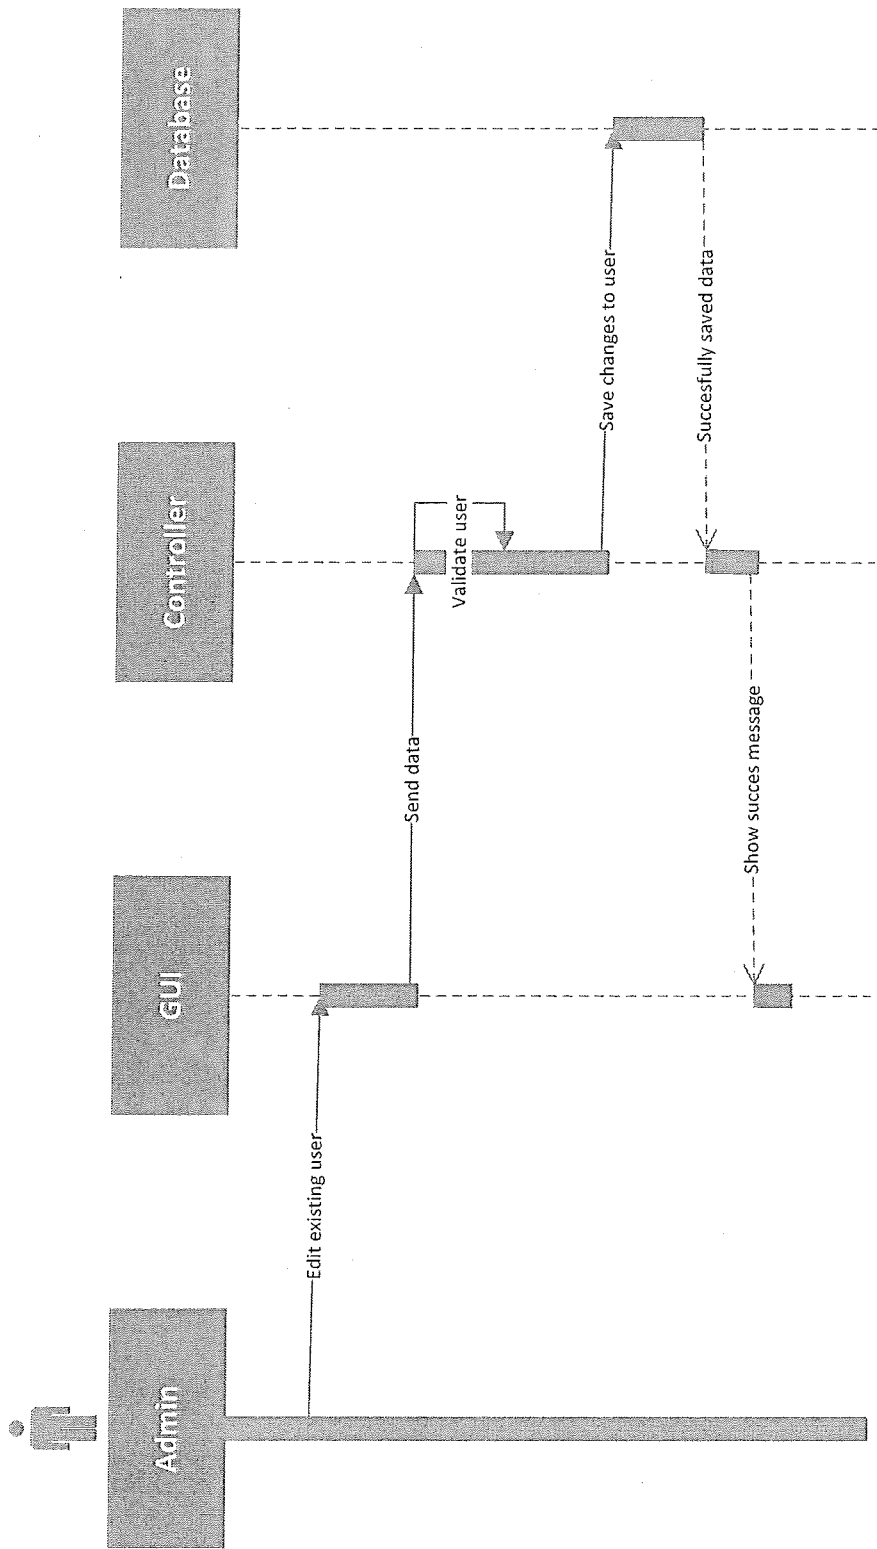 Admin
GUI
Controller
Database
Edit existing user
Send data
Validate user
Save changes to user
Succesfully saved data
Show succes message